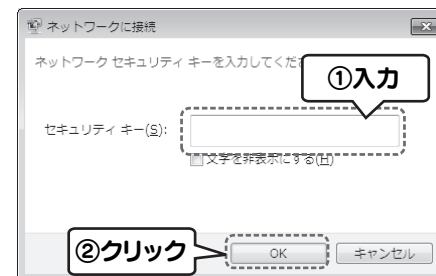 ネットワークに接続
ネットワーク セキュリティ キーを入力してくだ
①入力
セキュリティ キー(S):
文字を非表示にする(H)
②クリック
OK
キャンセル